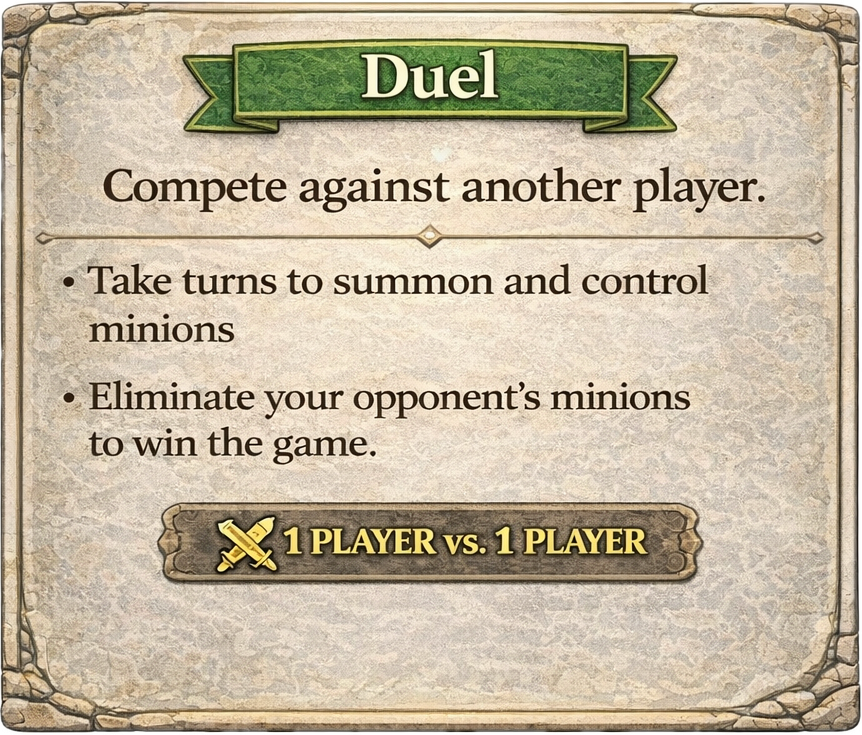 Duel
Compete against another player.
• Take turns to summon and control
minions
• Eliminate your opponent's minions
to win the game.
1 PLAYER vs. 1 PLAYER